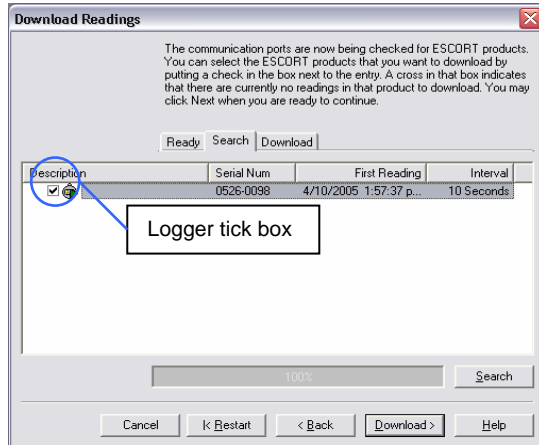 Download Readings
The communication ports are now being checked for ESCORT products.
You can select the ESCORT products that you want to download by
putting a check in the box next to the entry. A cross in that box indicates
that there are currently no readings in that product to download. You may
click Next when you are ready to continue.
Ready Search Download
Description Serial Num First Reading Interval
0526-0098 4/10/2005 1:57:37 p... 10 Seconds
Logger tick box
100%
Search
Cancel |< Restart < Back Download > Help